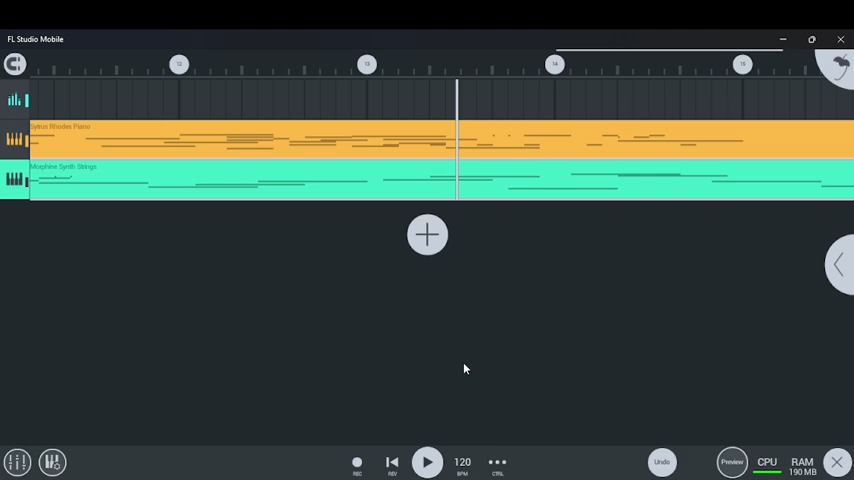 FL Studio Mobile
12 13 14 15
Sytrus Rhodes Piano
Morphine Synth Strings
REC REV 120 BPM CTRL Undo Preview CPU RAM 190 MB